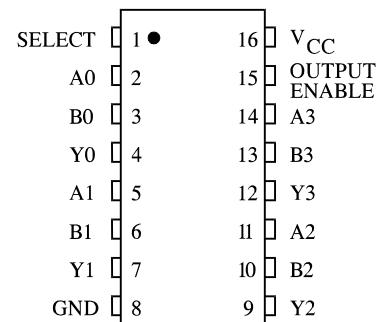 SELECT 1 16 VCC
A0 2 15 OUTPUT ENABLE
B0 3 14 A3
Y0 4 13 B3
A1 5 12 Y3
B1 6 11 A2
Y1 7 10 B2
GND 8 9 Y2